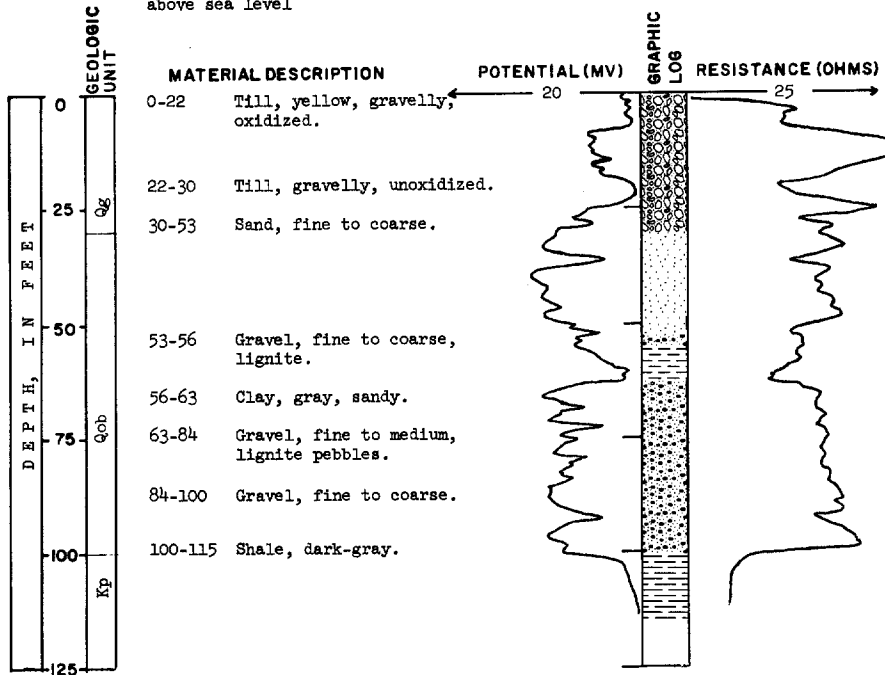 above sea level
GEOLOGIC UNIT
MATERIAL DESCRIPTION
POTENTIAL (MV)
GRAPHIC LOG
RESISTANCE (OHMS)
20
25
DEPTH, IN FEET
0
25
50
75
100
125
Qg
Qob
Kp
0-22 Till, yellow, gravelly,
oxidized.
22-30 Till, gravelly, unoxidized.
30-53 Sand, fine to coarse.
53-56 Gravel, fine to coarse,
lignite.
56-63 Clay, gray, sandy.
63-84 Gravel, fine to medium,
lignite pebbles.
84-100 Gravel, fine to coarse.
100-115 Shale, dark-gray.